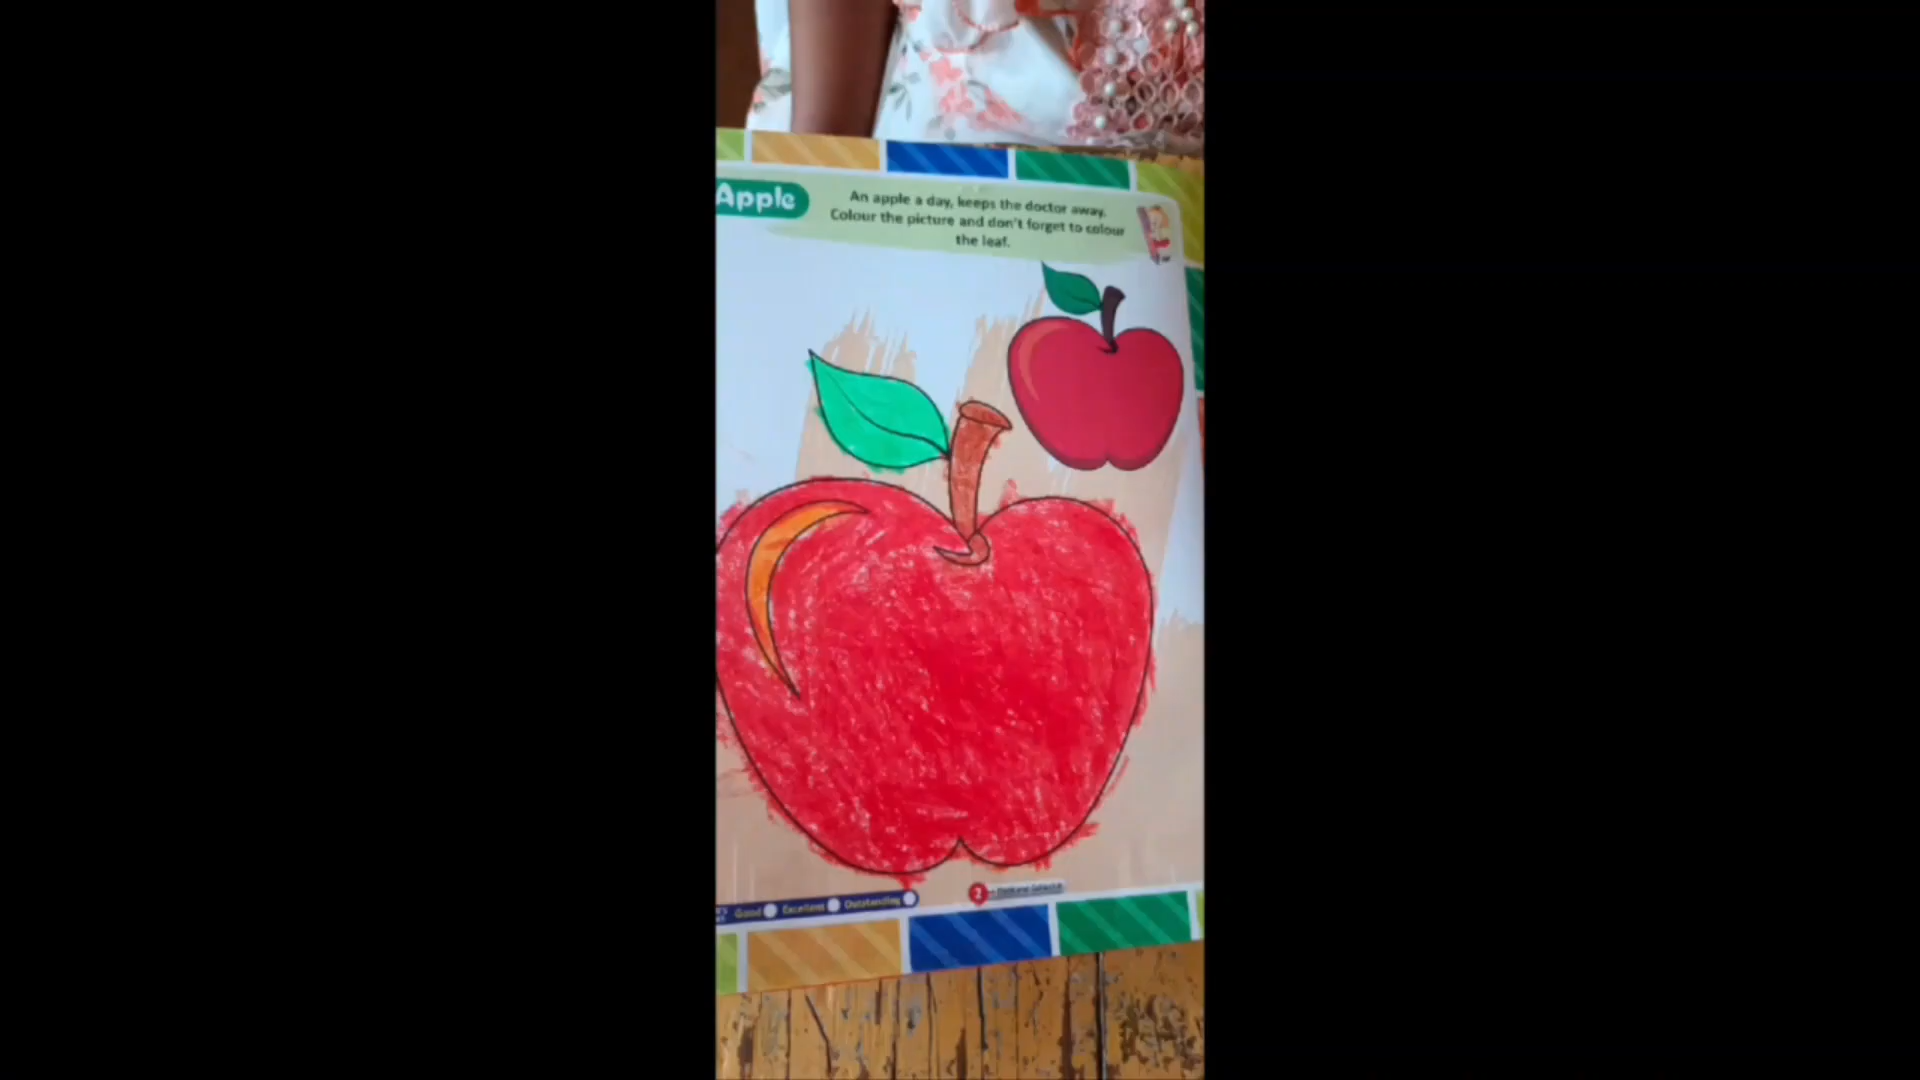 Apple
An apple a day, keeps the doctor away.
Colour the picture and don't forget to colour
the leaf.
Good Excellent Outstanding
2